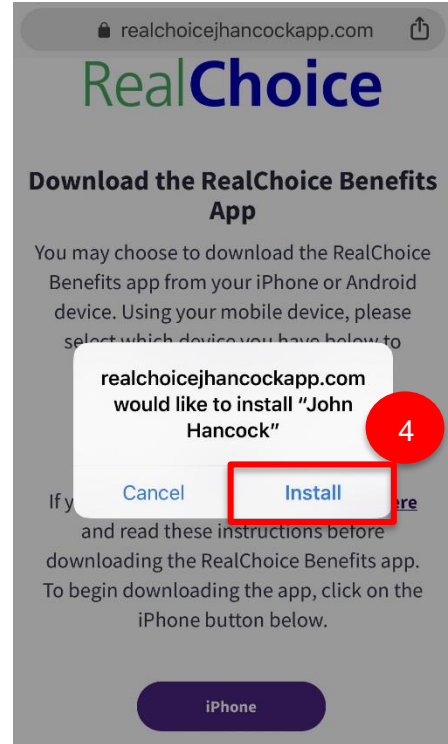 realchoicejhancockapp.com
RealChoice
Download the RealChoice Benefits
App
You may choose to download the RealChoice
Benefits app from your iPhone or Android
device. Using your mobile device, please
select which device you have below to
realchoicejhancockapp.com
would like to install “John
Hancock”
4
Cancel
Install
If y
ere
and read these instructions before
downloading the RealChoice Benefits app.
To begin downloading the app, click on the
iPhone button below.
iPhone